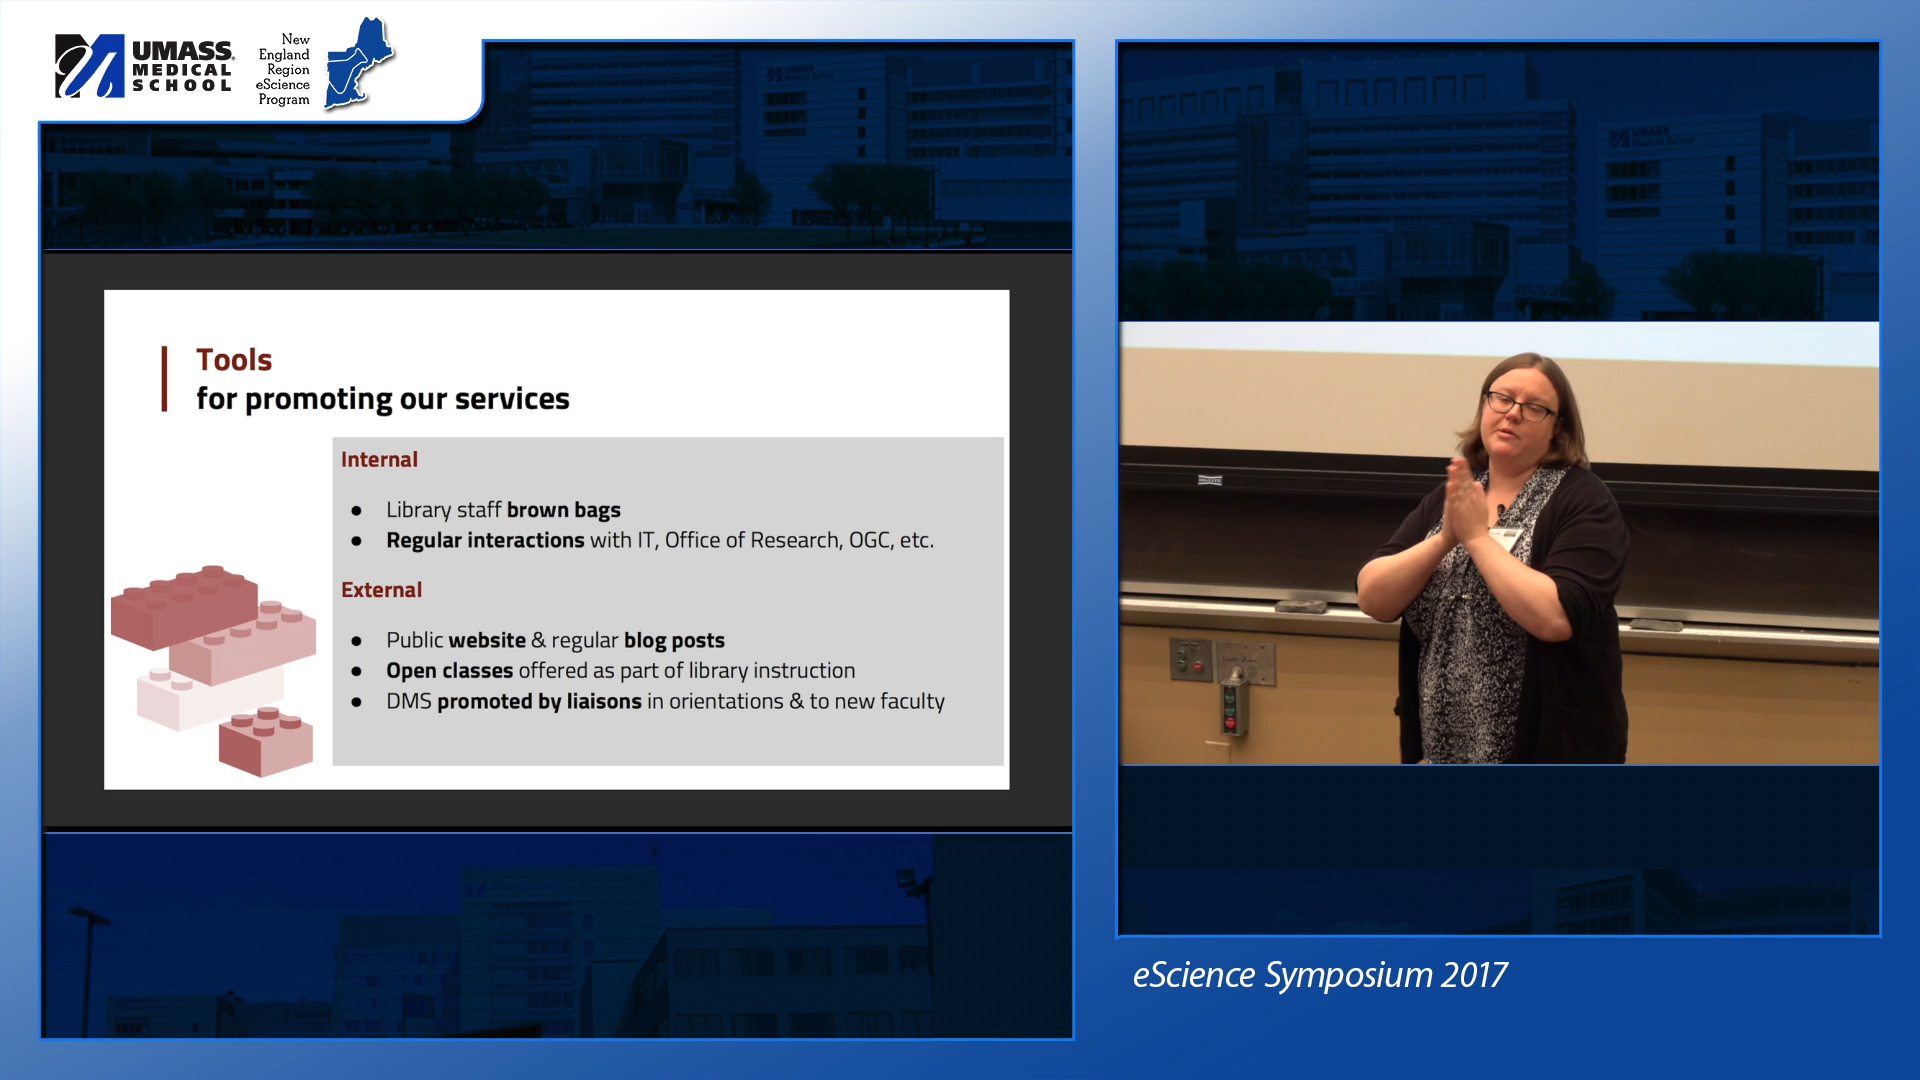 UMASS
MEDICAL
SCHOOL
New
England
Region
eScience
Program
Tools
for promoting our services
Internal
● Library staff brown bags
● Regular interactions with IT, Office of Research, OGC, etc.
External
● Public website & regular blog posts
● Open classes offered as part of library instruction
● DMS promoted by liaisons in orientations & to new faculty
eScience Symposium 2017